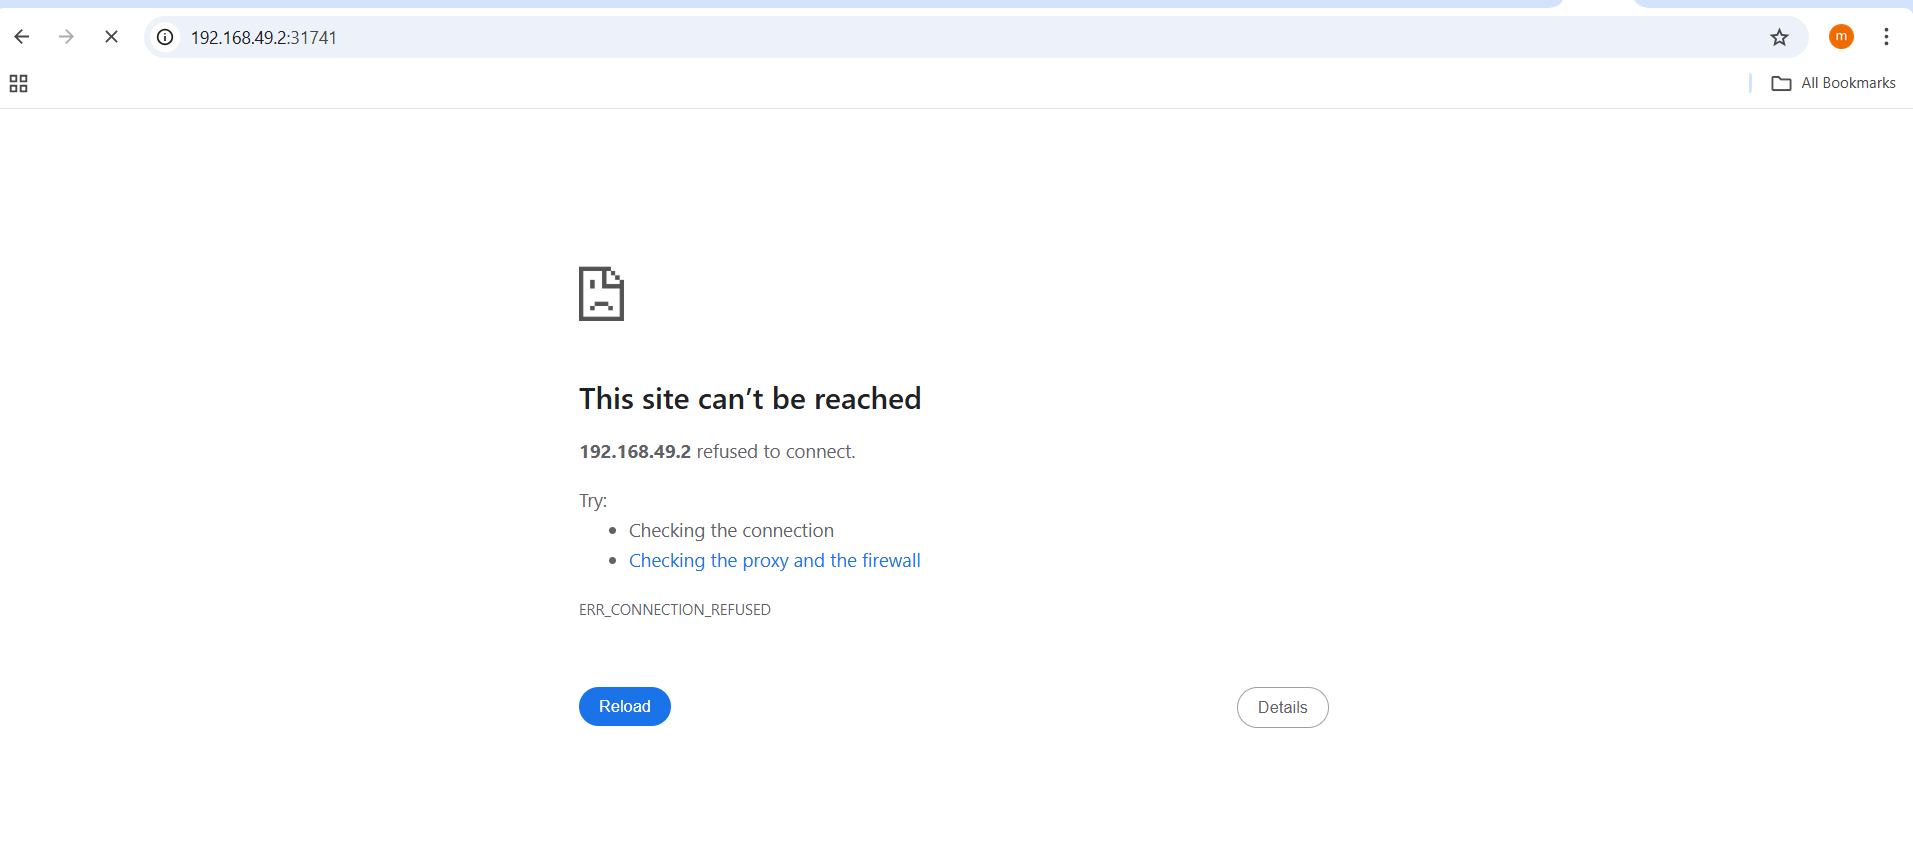 192.168.49.2:31741
m
All Bookmarks
This site can’t be reached
192.168.49.2 refused to connect.
Try:
Checking the connection
Checking the proxy and the firewall
ERR_CONNECTION_REFUSED
Reload
Details